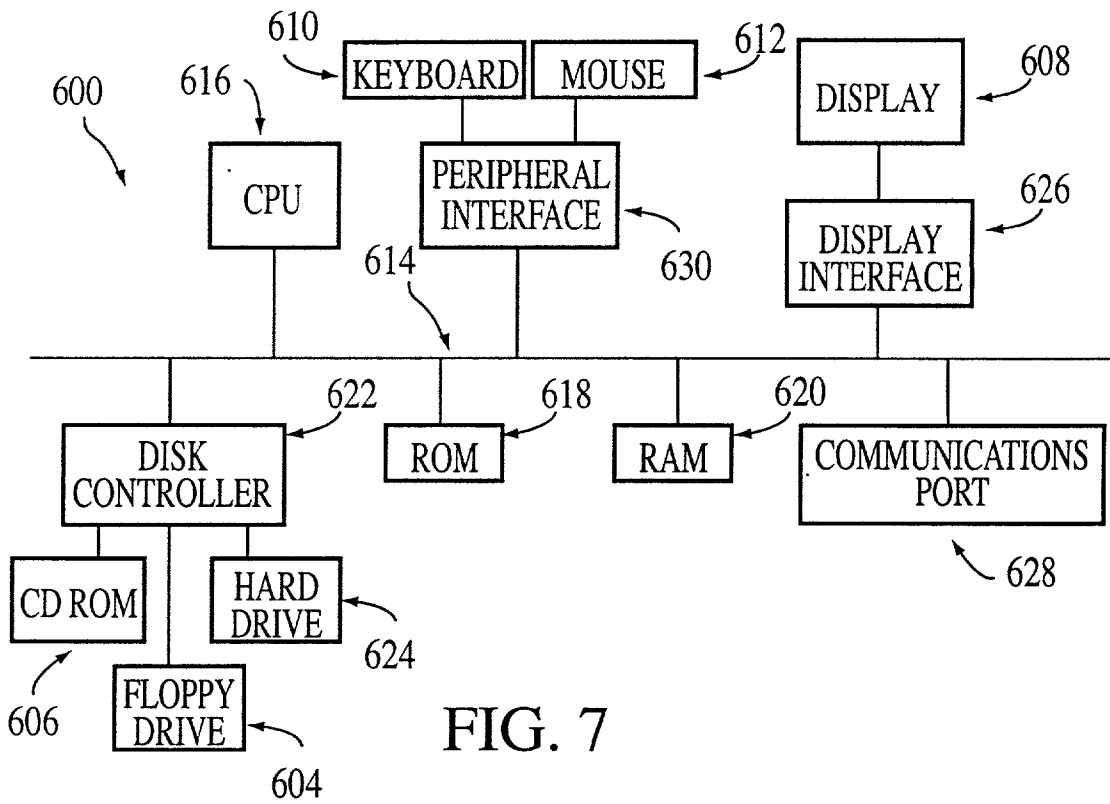 610
KEYBOARD
MOUSE
612
616
600
DISPLAY
608
CPU
PERIPHERAL
INTERFACE
630
626
DISPLAY
INTERFACE
614
622
618
620
DISK
CONTROLLER
ROM
RAM
COMMUNICATIONS
PORT
628
CD ROM
HARD
DRIVE
624
606
FLOPPY
DRIVE
604
FIG. 7